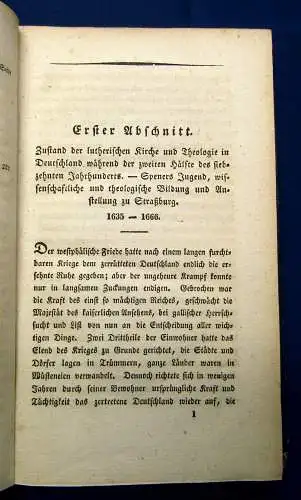 Seite
221
Erster Abschnitt.
Zustand der lutherischen Kirche und Theologie in
Deutschland während der zweiten Hälfte des sieb-
zehnten Jahrhunderts. — Speners Jugend, wis-
senschaftliche und theologische Bildung und An-
stellung zu Straßburg.
1635 — 1666.
Der westphälische Friede hatte nach einem langen furcht-
baren Kriege dem zerrütteten Deutschland endlich die er-
sehnte Ruhe gegeben; aber der ungeheure Krampf konnte
nur in langsamen Zuckungen endigen. Gebrochen war
die Kraft des einst so mächtigen Reiches, geschwächt die
Majestät des kaiserlichen Ansehens, bei gallischer Herrsch-
sucht und List von nun an die Entscheidung aller wich-
tigen Dinge. Zwei Drittheile der Einwohner hatte das
Elend des Krieges zu Grunde gerichtet, die Städte und
Dörfer lagen in Trümmern, ganze Länder waren in
Wüsteneien verwandelt. Dennoch richtete sich in wenigen
Jahren durch seiner Bewohner ursprüngliche Kraft und
Tüchtigkeit das zertretene Deutschland wieder auf, die
1